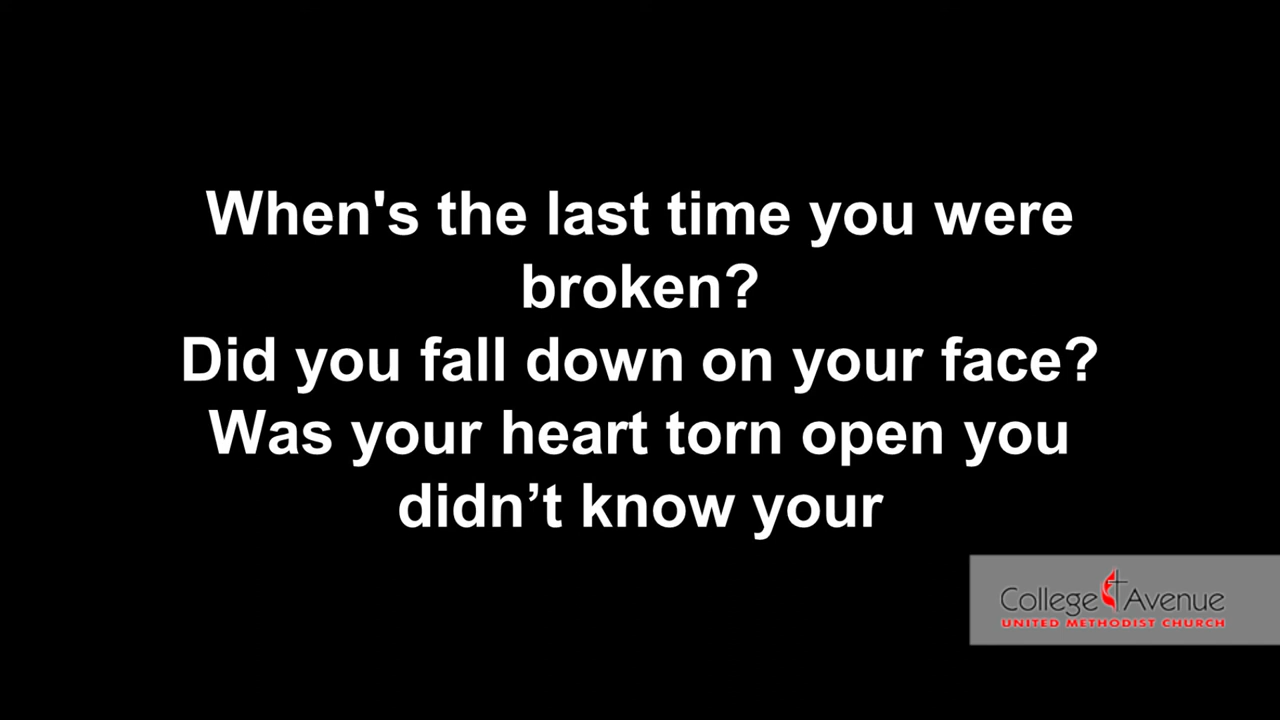 When's the last time you were
broken?
Did you fall down on your face?
Was your heart torn open you
didn’t know your
College Avenue
UNITED METHODIST CHURCH